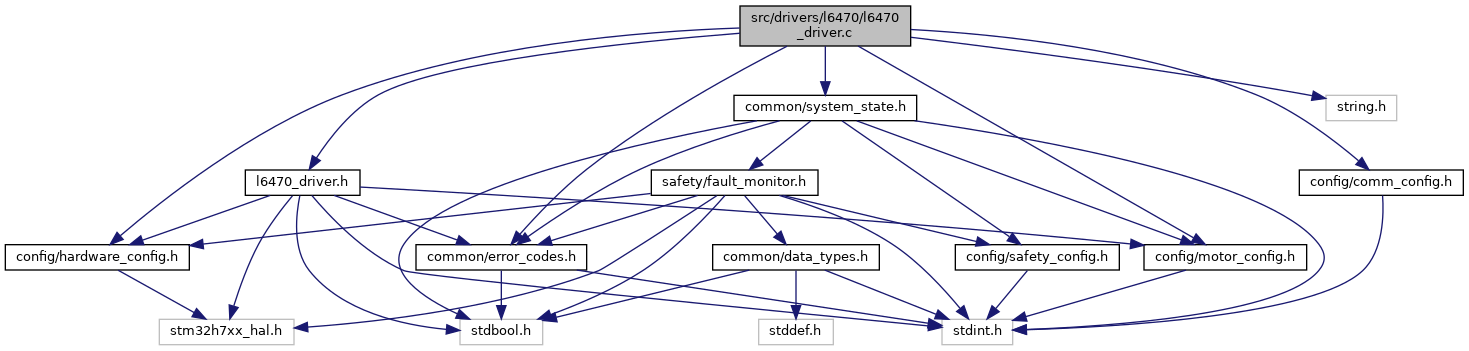 src/drivers/l6470/l6470
_driver.c
common/system_state.h
string.h
l6470_driver.h
safety/fault_monitor.h
config/comm_config.h
config/hardware_config.h
common/error_codes.h
common/data_types.h
config/safety_config.h
config/motor_config.h
stm32h7xx_hal.h
stdbool.h
stddef.h
stdint.h